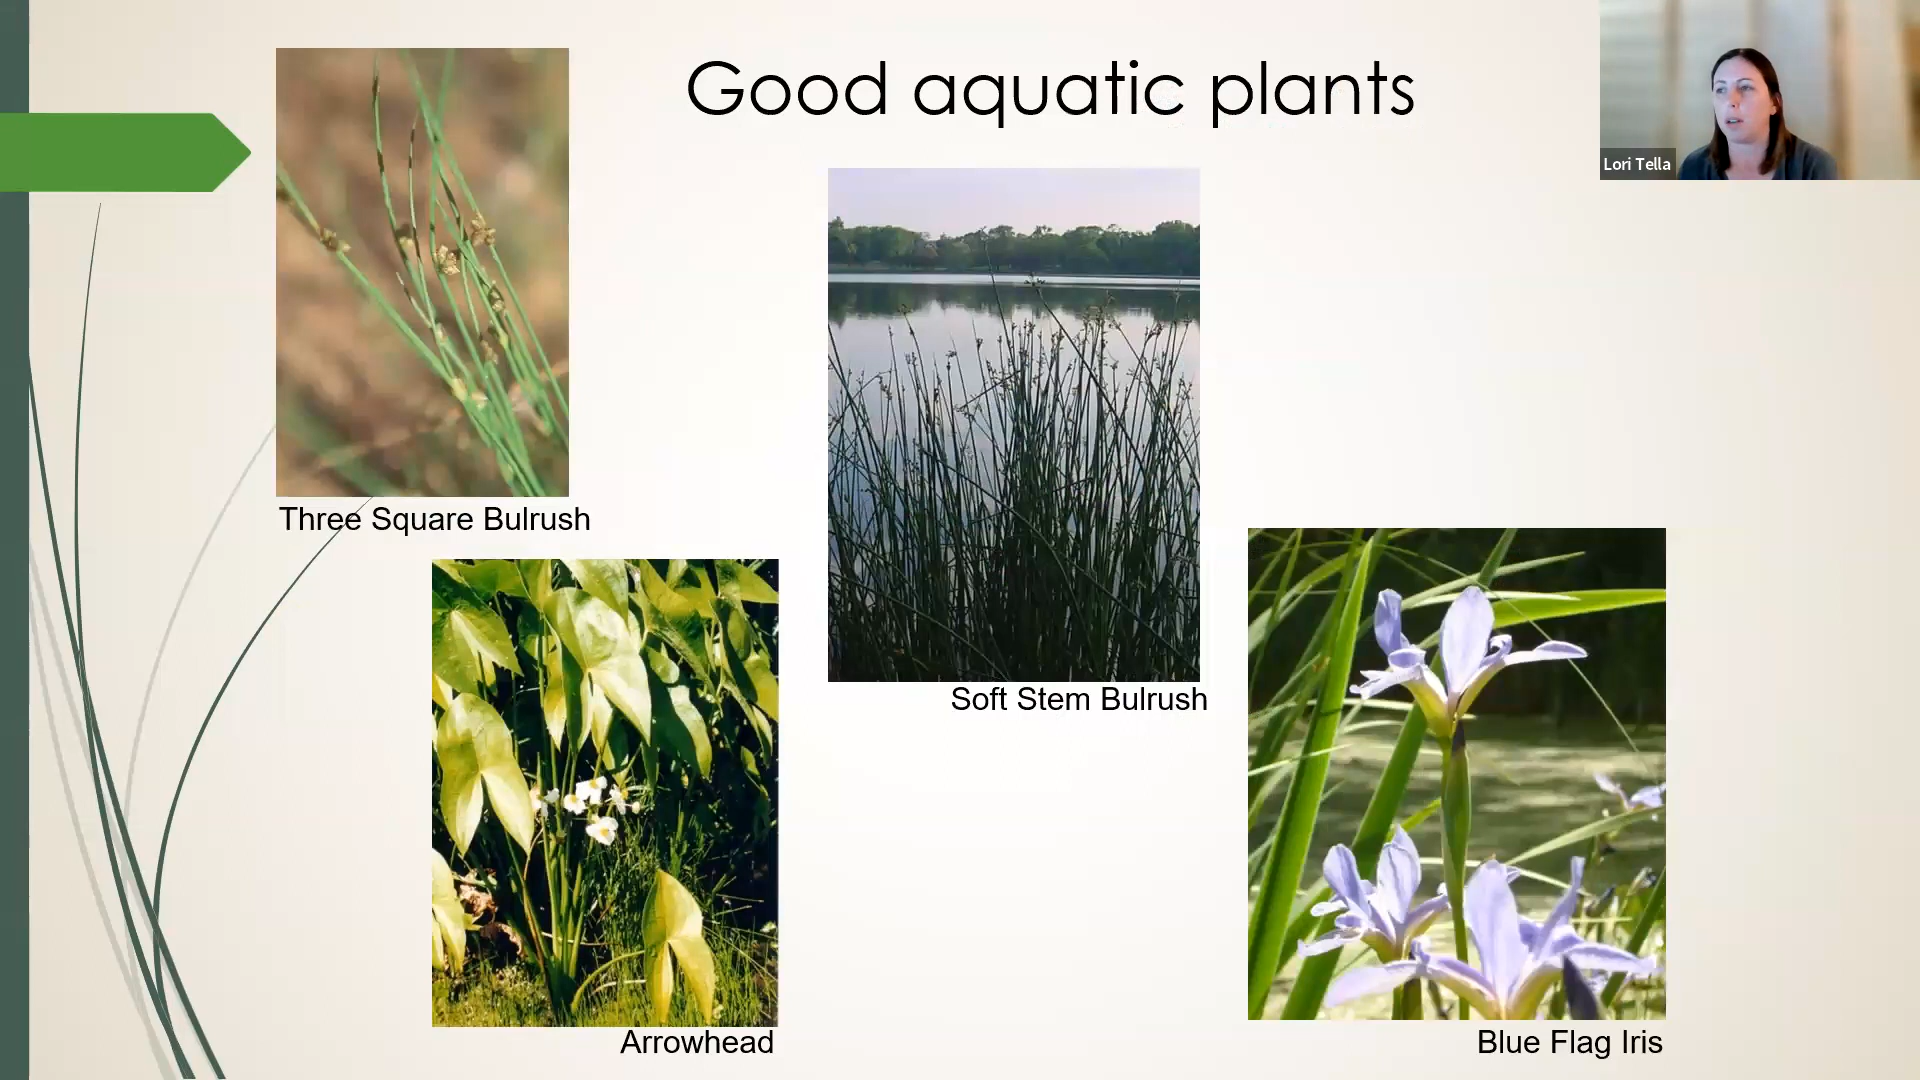 Good aquatic plants
Lori Tella
Three Square Bulrush
Soft Stem Bulrush
Arrowhead
Blue Flag Iris